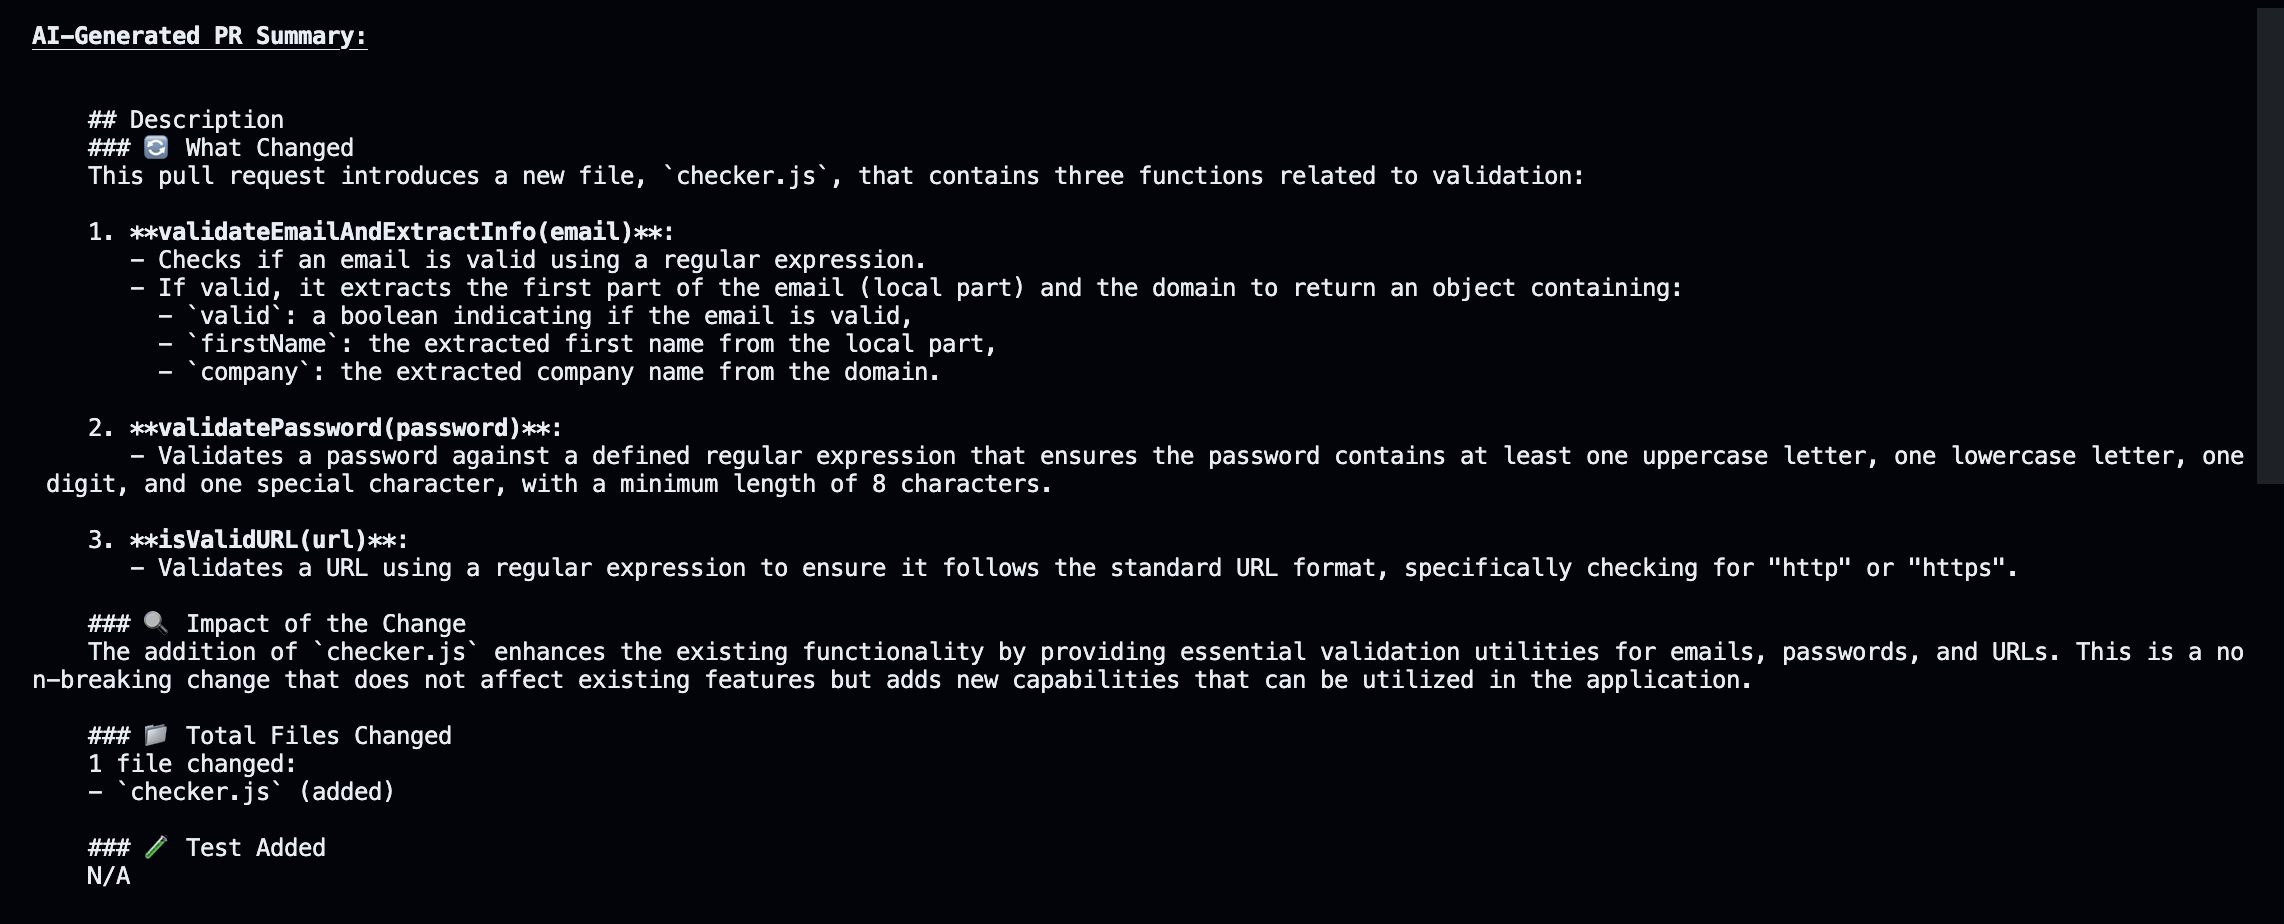 AI-Generated PR Summary:
## Description
### 🔄 What Changed
This pull request introduces a new file, `checker.js`, that contains three functions related to validation:
1. **validateEmailAndExtractInfo(email)**:
- Checks if an email is valid using a regular expression.
- If valid, it extracts the first part of the email (local part) and the domain to return an object containing:
- `valid`: a boolean indicating if the email is valid,
- `firstName`: the extracted first name from the local part,
- `company`: the extracted company name from the domain.
2. **validatePassword(password)**:
- Validates a password against a defined regular expression that ensures the password contains at least one uppercase letter, one lowercase letter, one
digit, and one special character, with a minimum length of 8 characters.
3. **isValidURL(url)**:
- Validates a URL using a regular expression to ensure it follows the standard URL format, specifically checking for "http" or "https".
### 🔍 Impact of the Change
The addition of `checker.js` enhances the existing functionality by providing essential validation utilities for emails, passwords, and URLs. This is a no
n-breaking change that does not affect existing features but adds new capabilities that can be utilized in the application.
### 📁 Total Files Changed
1 file changed:
- `checker.js` (added)
### 🧪 Test Added
N/A